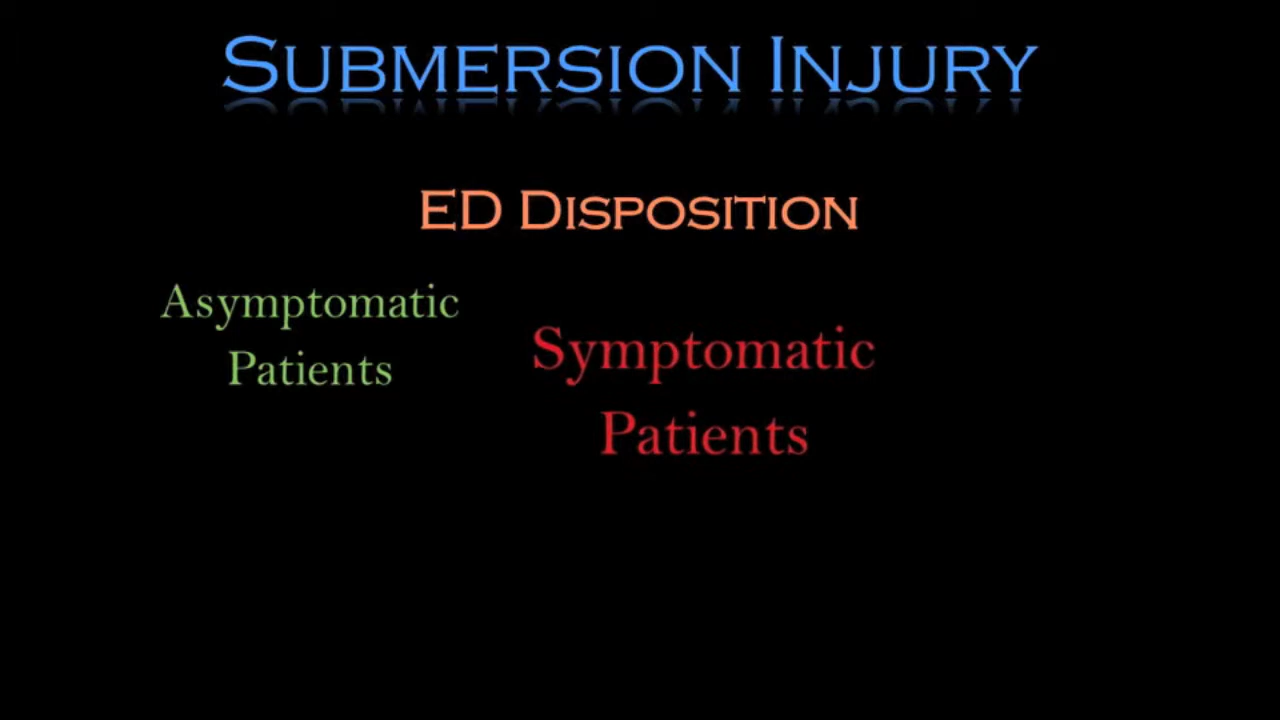 Submersion Injury
ED Disposition
Asymptomatic
Patients
Symptomatic
Patients